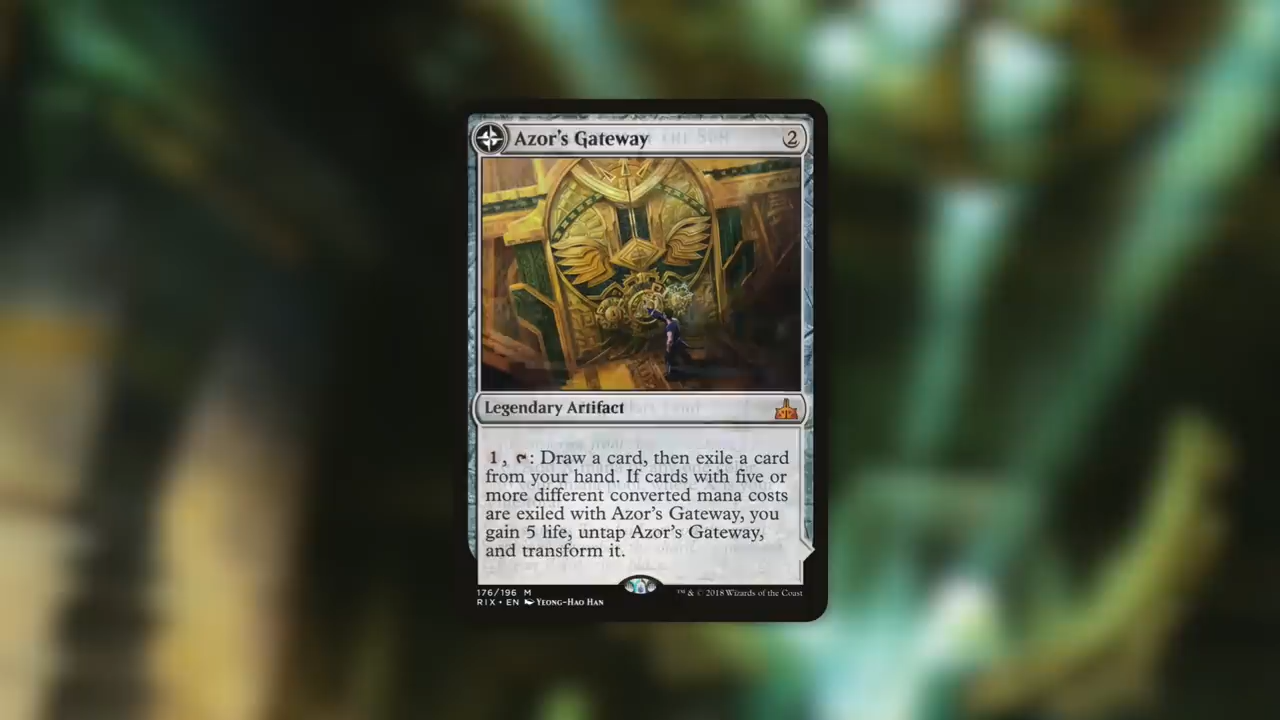 Azor's Gateway 2
Legendary Artifact
1, : Draw a card, then exile a card
from your hand. If cards with five or
more different converted mana costs
are exiled with Azor's Gateway, you
gain 5 life, untap Azor's Gateway,
and transform it.
176/196 M
RIX • EN Yeong-Hao Han
™ & © 2018 Wizards of the Coast